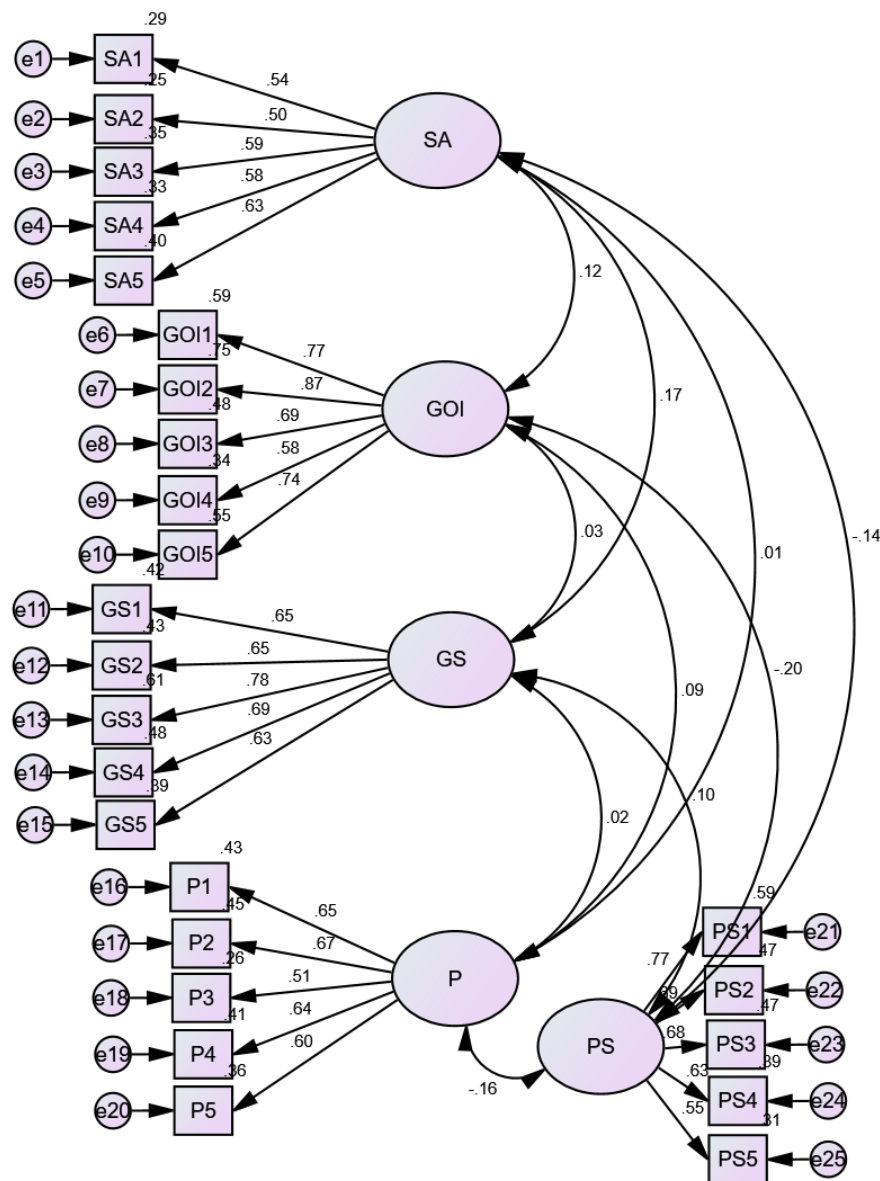 .29
e1 SA1 .54
.25
e2 SA2 .50
.35
e3 SA3 .59
.33
e4 SA4 .58
.40
e5 SA5 .63
SA
.12
.17
.01
-.14
.59
e6 GOI1 .77
.75
e7 GOI2 .87
.48
e8 GOI3 .69
.34
e9 GOI4 .58
.55
e10 GOI5 .74
GOI
.03
.09
-.20
.42
e11 GS1 .65
.43
e12 GS2 .65
.61
e13 GS3 .78
.48
e14 GS4 .69
.39
e15 GS5 .63
GS
.02
.10
.43
e16 P1 .65
.45
e17 P2 .67
.26
e18 P3 .51
.41
e19 P4 .64
.36
e20 P5 .60
P
-.16
PS
.59
.77 PS1 e21
.47
PS2 e22
.47
.68 PS3 e23
.39
.63 PS4 e24
.31
.55 PS5 e25